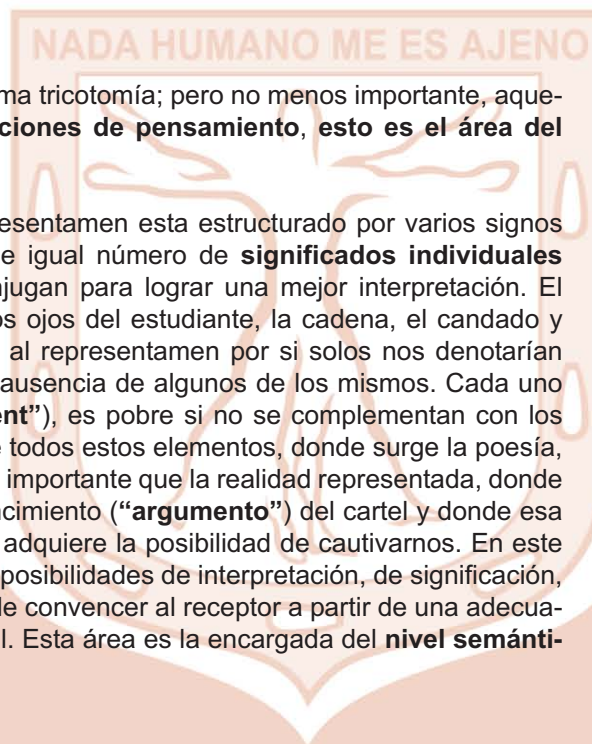 NADA HUMANO ME ES AJENO
ma tricotomía; pero no menos importante, aque-
ciones de pensamiento, esto es el área del
esentamen esta estructurado por varios signos
e igual número de significados individuales
njugan para lograr una mejor interpretación. El
os ojos del estudiante, la cadena, el candado y
al representamen por si solos nos denotarían
ausencia de algunos de los mismos. Cada uno
ent”), es pobre si no se complementan con los
e todos estos elementos, donde surge la poesía,
importante que la realidad representada, donde
ncimiento (“argumento”) del cartel y donde esa
adquiere la posibilidad de cautivarnos. En este
posibilidades de interpretación, de significación,
de convencer al receptor a partir de una adecua-
l. Esta área es la encargada del nivel semánti-